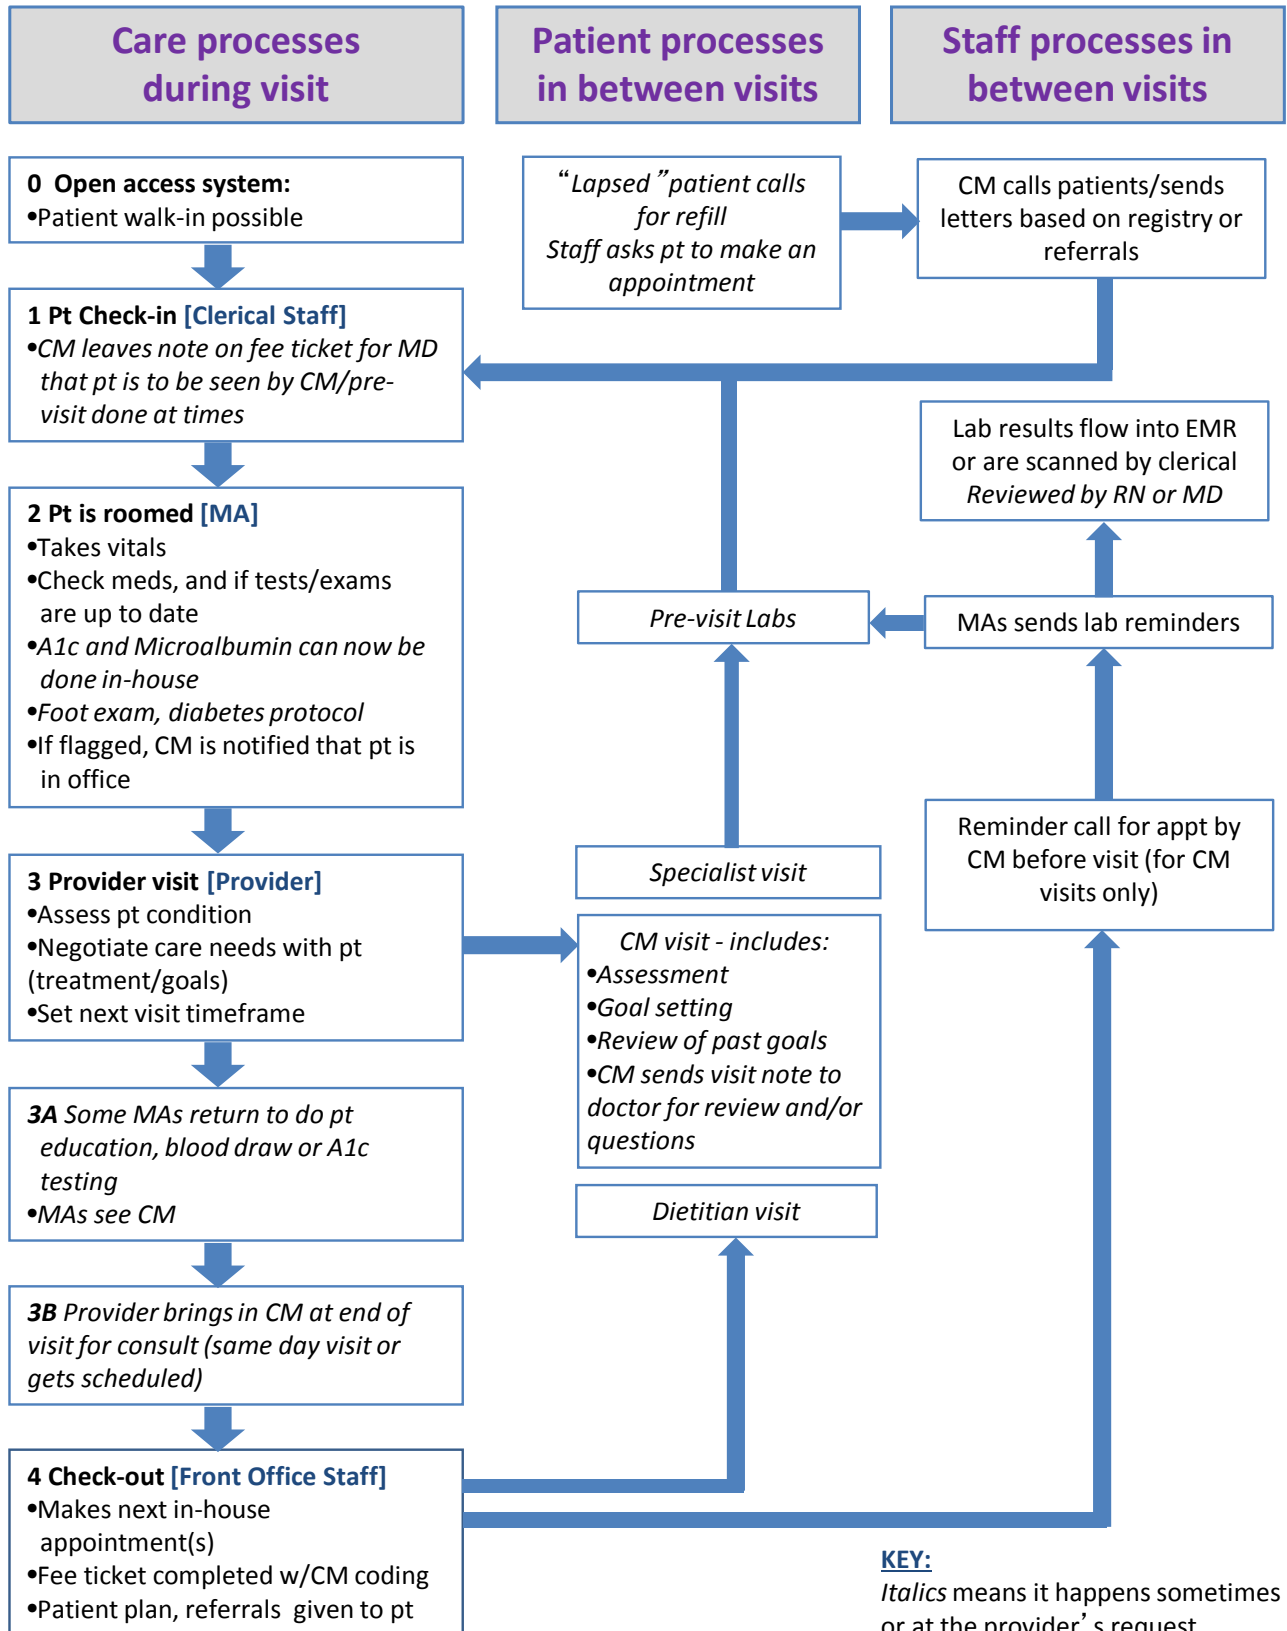 Care processes
during visit
Patient processes
in between visits
Staff processes in
between visits
0 Open access system:
•Patient walk-in possible
1 Pt Check-in [Clerical Staff]
•CM leaves note on fee ticket for MD
that pt is to be seen by CM/pre-
visit done at times
2 Pt is roomed [MA]
•Takes vitals
•Check meds, and if tests/exams
are up to date
•A1c and Microalbumin can now be
done in-house
•Foot exam, diabetes protocol
•If flagged, CM is notified that pt is
in office
3 Provider visit [Provider]
•Assess pt condition
•Negotiate care needs with pt
(treatment/goals)
•Set next visit timeframe
3A Some MAs return to do pt
education, blood draw or A1c
testing
•MAs see CM
3B Provider brings in CM at end of
visit for consult (same day visit or
gets scheduled)
4 Check-out [Front Office Staff]
•Makes next in-house
appointment(s)
•Fee ticket completed w/CM coding
•Patient plan, referrals given to pt
“Lapsed ” patient calls
for refill
Staff asks pt to make an
appointment
Pre-visit Labs
Specialist visit
CM visit - includes:
•Assessment
•Goal setting
•Review of past goals
•CM sends visit note to
doctor for review and/or
questions
Dietitian visit
CM calls patients/sends
letters based on registry or
referrals
Lab results flow into EMR
or are scanned by clerical
Reviewed by RN or MD
MAs sends lab reminders
Reminder call for appt by
CM before visit (for CM
visits only)
KEY:
Italics means it happens sometimes
or at the provider’s request